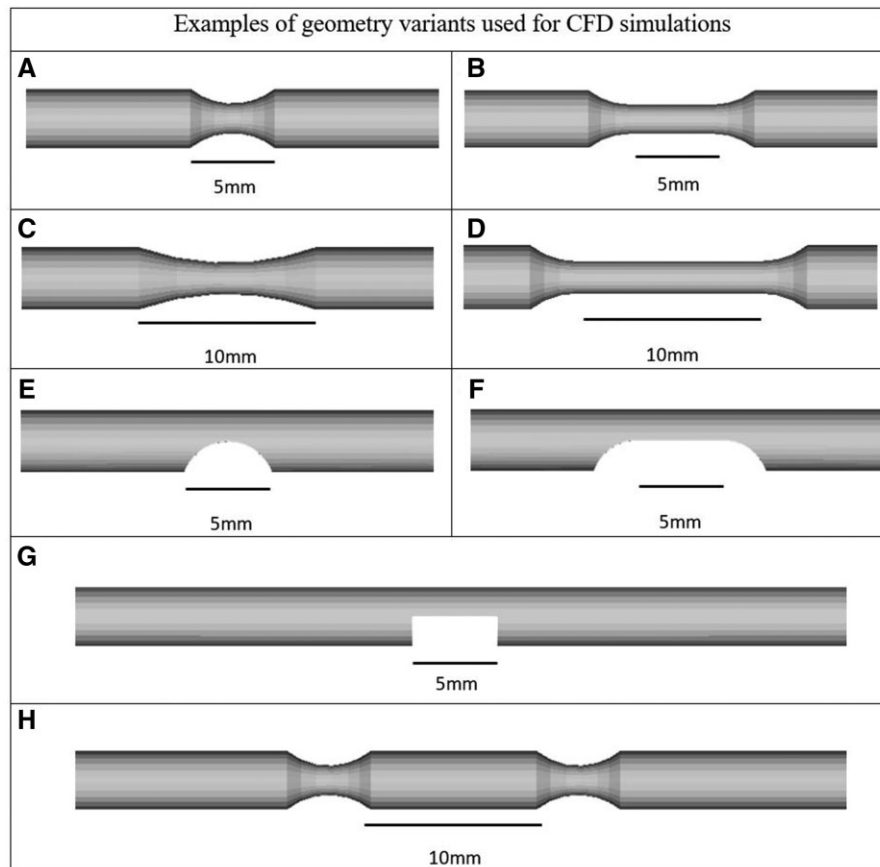 Examples of geometry variants used for CFD simulations
A
5mm
B
5mm
C
10mm
D
10mm
E
5mm
F
5mm
G
5mm
H
10mm